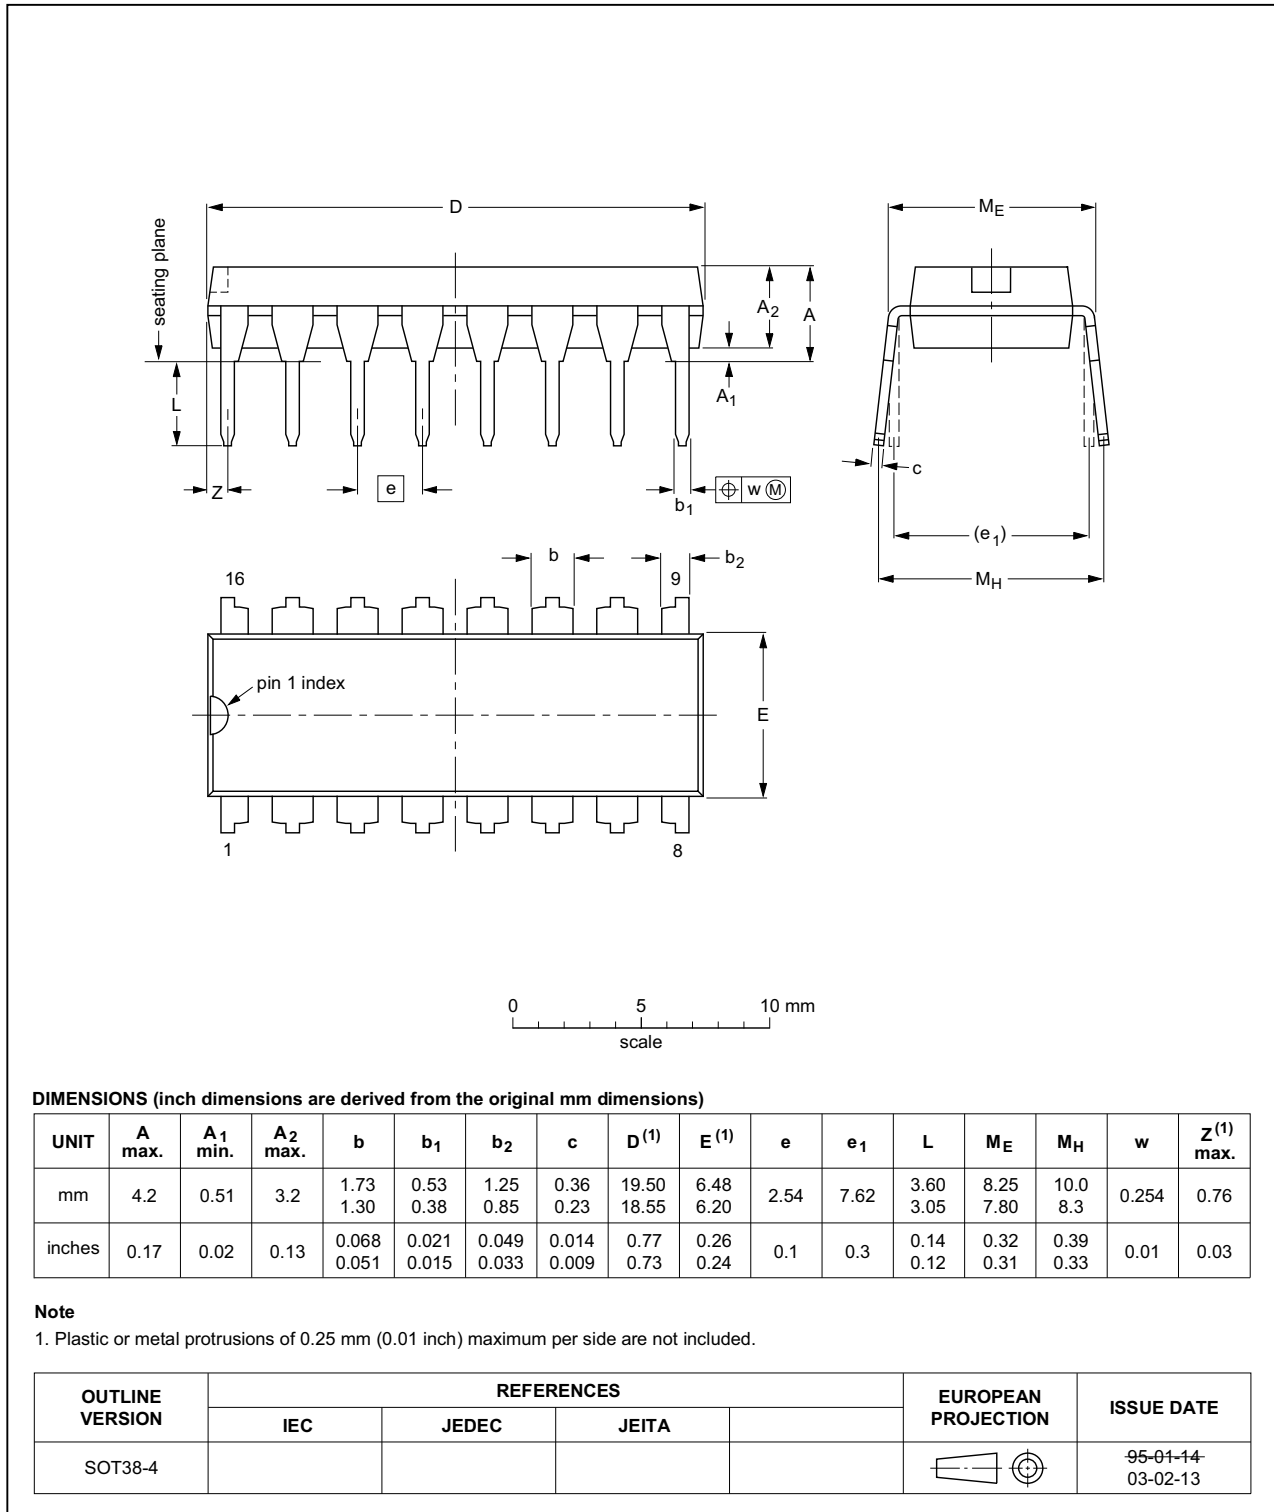 D
ME
seating plane
A2
A
L
A1
Z
e
b1
w M
c
(e1)
MH
b
b2
16
9
pin 1 index
E
1
8
0 5 10 mm
scale
DIMENSIONS (inch dimensions are derived from the original mm dimensions)
UNIT A max. A1 min. A2 max. b b1 b2 c D(1) E(1) e e1 L ME MH w Z(1) max.
mm 4.2 0.51 3.2 1.73 1.30 0.53 0.38 1.25 0.85 0.36 0.23 19.50 18.55 6.48 6.20 2.54 7.62 3.60 3.05 8.25 7.80 10.0 8.3 0.254 0.76
inches 0.17 0.02 0.13 0.068 0.051 0.021 0.015 0.049 0.033 0.014 0.009 0.77 0.73 0.26 0.24 0.1 0.3 0.14 0.12 0.32 0.31 0.39 0.33 0.01 0.03
Note
1. Plastic or metal protrusions of 0.25 mm (0.01 inch) maximum per side are not included.
OUTLINE VERSION REFERENCES EUROPEAN PROJECTION ISSUE DATE
IEC JEDEC JEITA
SOT38-4 95-01-14
03-02-13